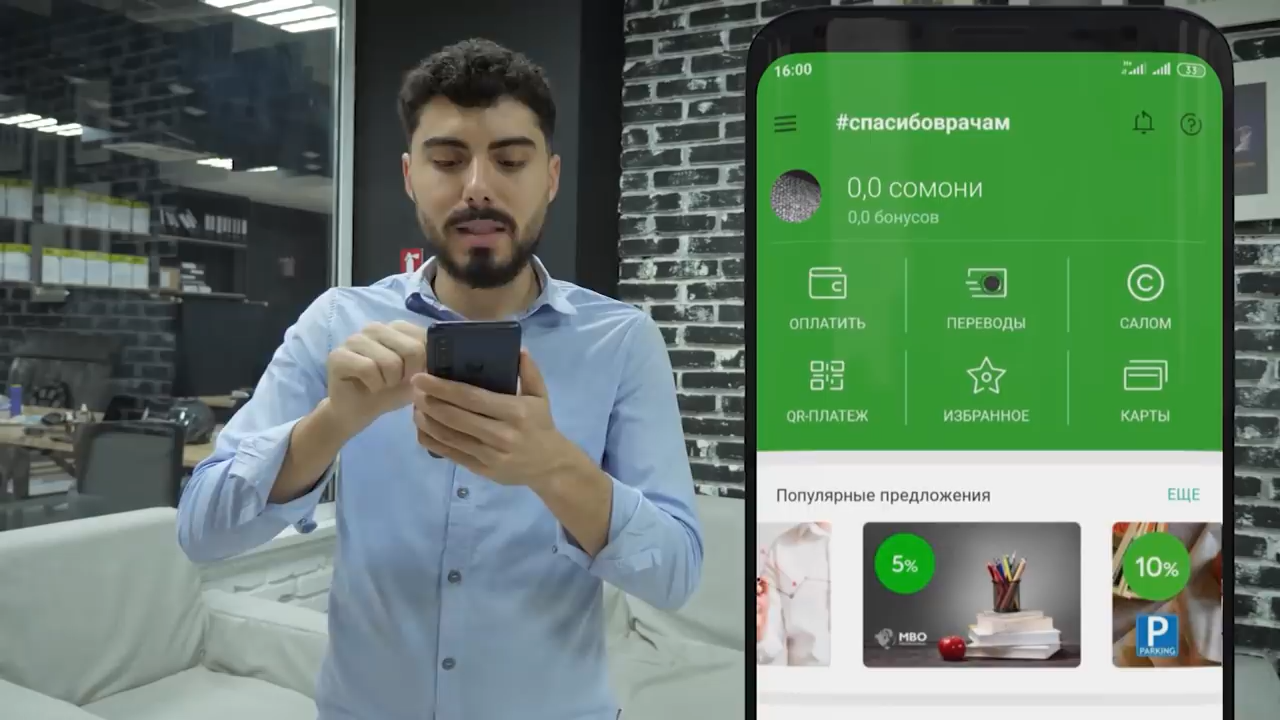 16:00
33
#спасибоврачам
0,0 сомони
0,0 бонусов
ОПЛАТИТЬ
ПЕРЕВОДЫ
САЛОМ
QR-ПЛАТЕЖ
ИЗБРАННОЕ
КАРТЫ
Популярные предложения
ЕЩЕ
5%
10%
МВО
P
PARKING